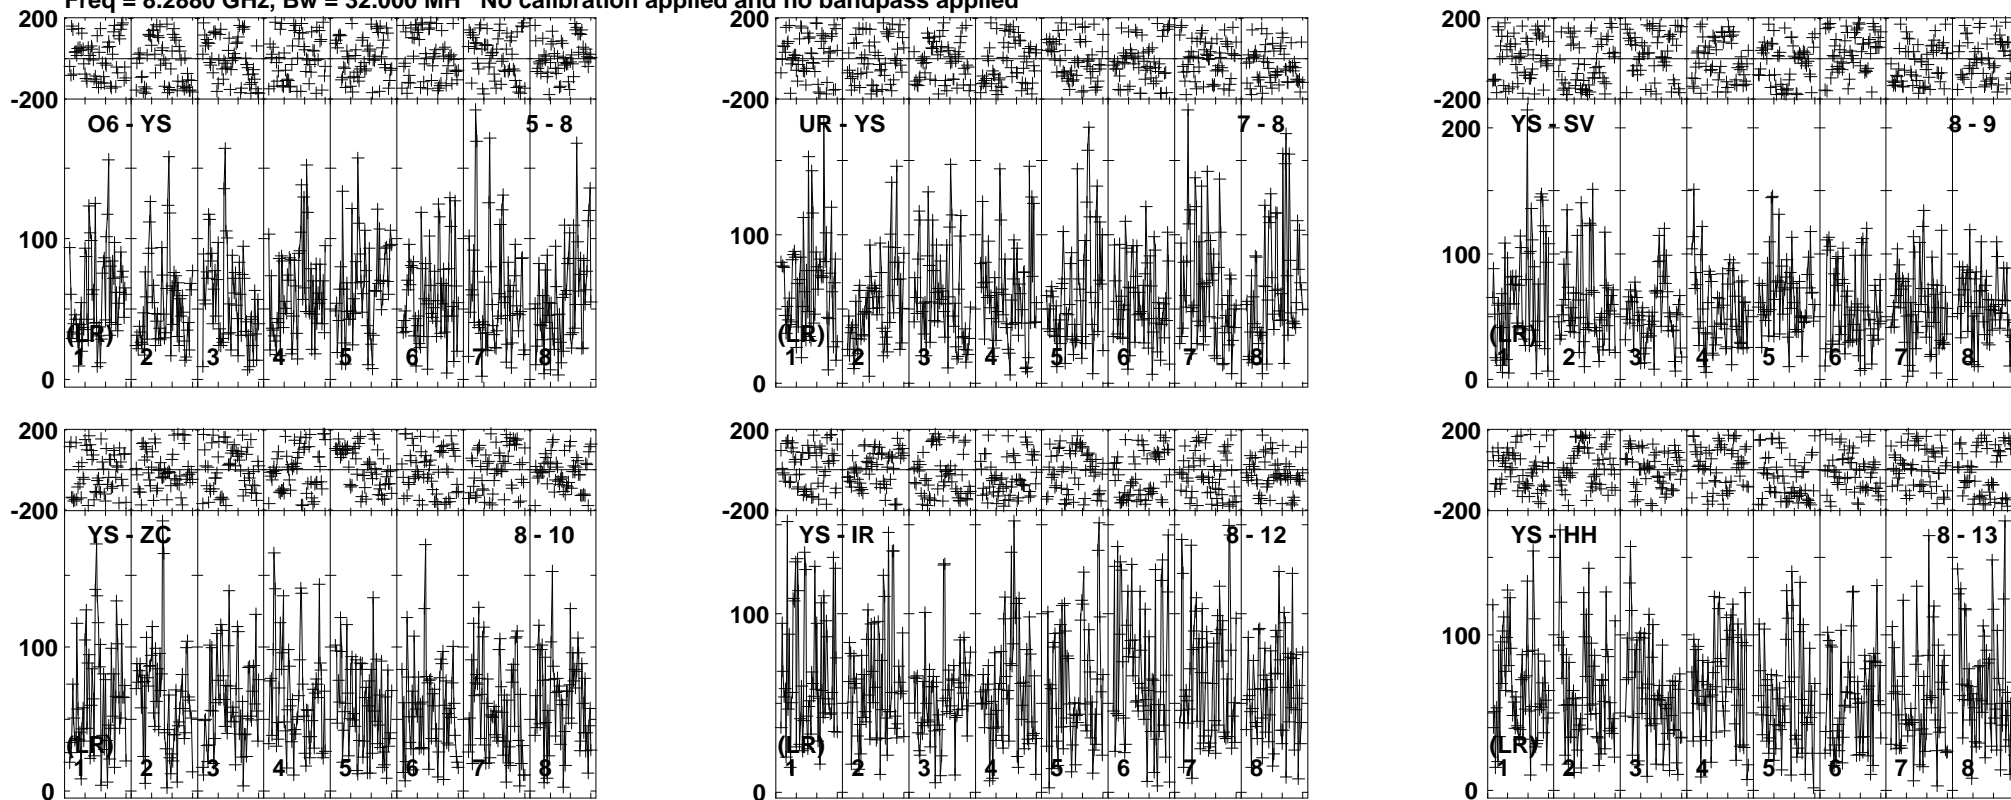 Freq = 8.2880 GHz, Bw = 32.000 MH No calibration applied and no bandpass applied
200
-200
O6 - YS
5 - 8
100
0
(LR)
1 2 3 4 5 6 7 8
200
-200
UR - YS
7 - 8
100
0
(LR)
1 2 3 4 5 6 7 8
200
-200
YS - SV
8 - 9
200
100
0
(LR)
1 2 3 4 5 6 7 8
200
-200
YS - ZC
8 - 10
100
0
(LR)
1 2 3 4 5 6 7 8
200
-200
YS - IR
8 - 12
100
0
(LR)
1 2 3 4 5 6 7 8
200
-200
YS - HH
8 - 13
100
0
(LR)
1 2 3 4 5 6 7 8